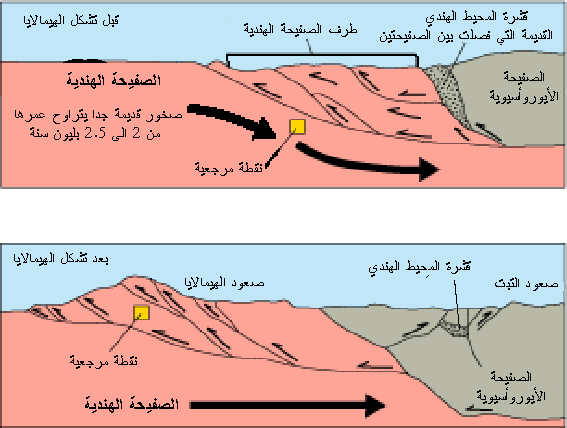 قبل تشكل الهيمالايا
طرف الصفيحة الهندية
قشرة المحيط الهندي
القديمة التي فصلت بين الصفيحتين
الصفيحة
الأيوروأسيوية
الصفيحة الهندية
صخور قديمة جدا يتراوح عمرها
من 2 الى 2.5 بليون سنة
نقطة مرجعية
بعد تشكل الهيمالايا
صعود الهيمالايا
قشرة المحيط الهندي
صعود التبت
نقطة مرجعية
الصفيحة
الأيوروأسيوية
الصفيحة الهندية